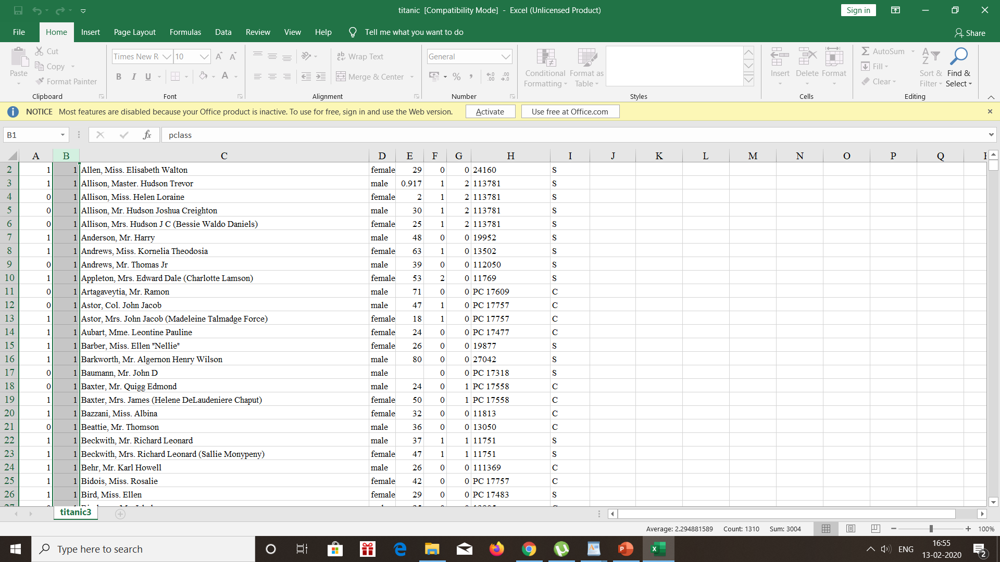 titanic [Compatibility Mode] - Excel (Unlicensed Product)
Sign in
File Home Insert Page Layout Formulas Data Review View Help Tell me what you want to do
Share
Paste
Cut
Copy
Format Painter
Clipboard
Times New R 10
B I U
Font
Wrap Text
Merge & Center
Alignment
General
%
Number
Conditional Formatting
Format as Table
Styles
Insert Delete Format
Cells
AutoSum
Fill
Clear
Sort & Filter
Find & Select
Editing
NOTICE Most features are disabled because your Office product is inactive. To use for free, sign in and use the Web version. Activate Use free at Office.com
B1 fx pclass
A B C D E F G H I J K L M N O P Q
2 1 1 Allen, Miss. Elisabeth Walton female 29 0 0 24160 S
3 1 1 Allison, Master. Hudson Trevor male 0.917 1 2 113781 S
4 0 1 Allison, Miss. Helen Loraine female 2 1 2 113781 S
5 0 1 Allison, Mr. Hudson Joshua Creighton male 30 1 2 113781 S
6 0 1 Allison, Mrs. Hudson J C (Bessie Waldo Daniels) female 25 1 2 113781 S
7 1 1 Anderson, Mr. Harry male 48 0 0 19952 S
8 1 1 Andrews, Miss. Kornelia Theodosia female 63 1 0 13502 S
9 0 1 Andrews, Mr. Thomas Jr male 39 0 0 112050 S
10 1 1 Appleton, Mrs. Edward Dale (Charlotte Lamson) female 53 2 0 11769 S
11 0 1 Artagaveytia, Mr. Ramon male 71 0 0 PC 17609 C
12 0 1 Astor, Col. John Jacob male 47 1 0 PC 17757 C
13 1 1 Astor, Mrs. John Jacob (Madeleine Talmadge Force) female 18 1 0 PC 17757 C
14 1 1 Aubart, Mme. Leontine Pauline female 24 0 0 PC 17477 C
15 1 1 Barber, Miss. Ellen "Nellie" female 26 0 0 19877 S
16 1 1 Barkworth, Mr. Algernon Henry Wilson male 80 0 0 27042 S
17 0 1 Baumann, Mr. John D male 0 0 PC 17318 S
18 0 1 Baxter, Mr. Quigg Edmond male 24 0 1 PC 17558 C
19 1 1 Baxter, Mrs. James (Helene DeLaudeniere Chaput) female 50 0 1 PC 17558 C
20 1 1 Bazzani, Miss. Albina female 32 0 0 11813 C
21 0 1 Beattie, Mr. Thomson male 36 0 0 13050 C
22 1 1 Beckwith, Mr. Richard Leonard male 37 1 1 11751 S
23 1 1 Beckwith, Mrs. Richard Leonard (Sallie Monypeny) female 47 1 1 11751 S
24 1 1 Behr, Mr. Karl Howell male 26 0 0 111369 C
25 1 1 Bidois, Miss. Rosalie female 42 0 0 PC 17757 C
26 1 1 Bird, Miss. Ellen female 29 0 0 PC 17483 S
titanic3
Average: 2.294881589 Count: 1310 Sum: 3004 100%
Type here to search
ENG
16:55
13-02-2020
2